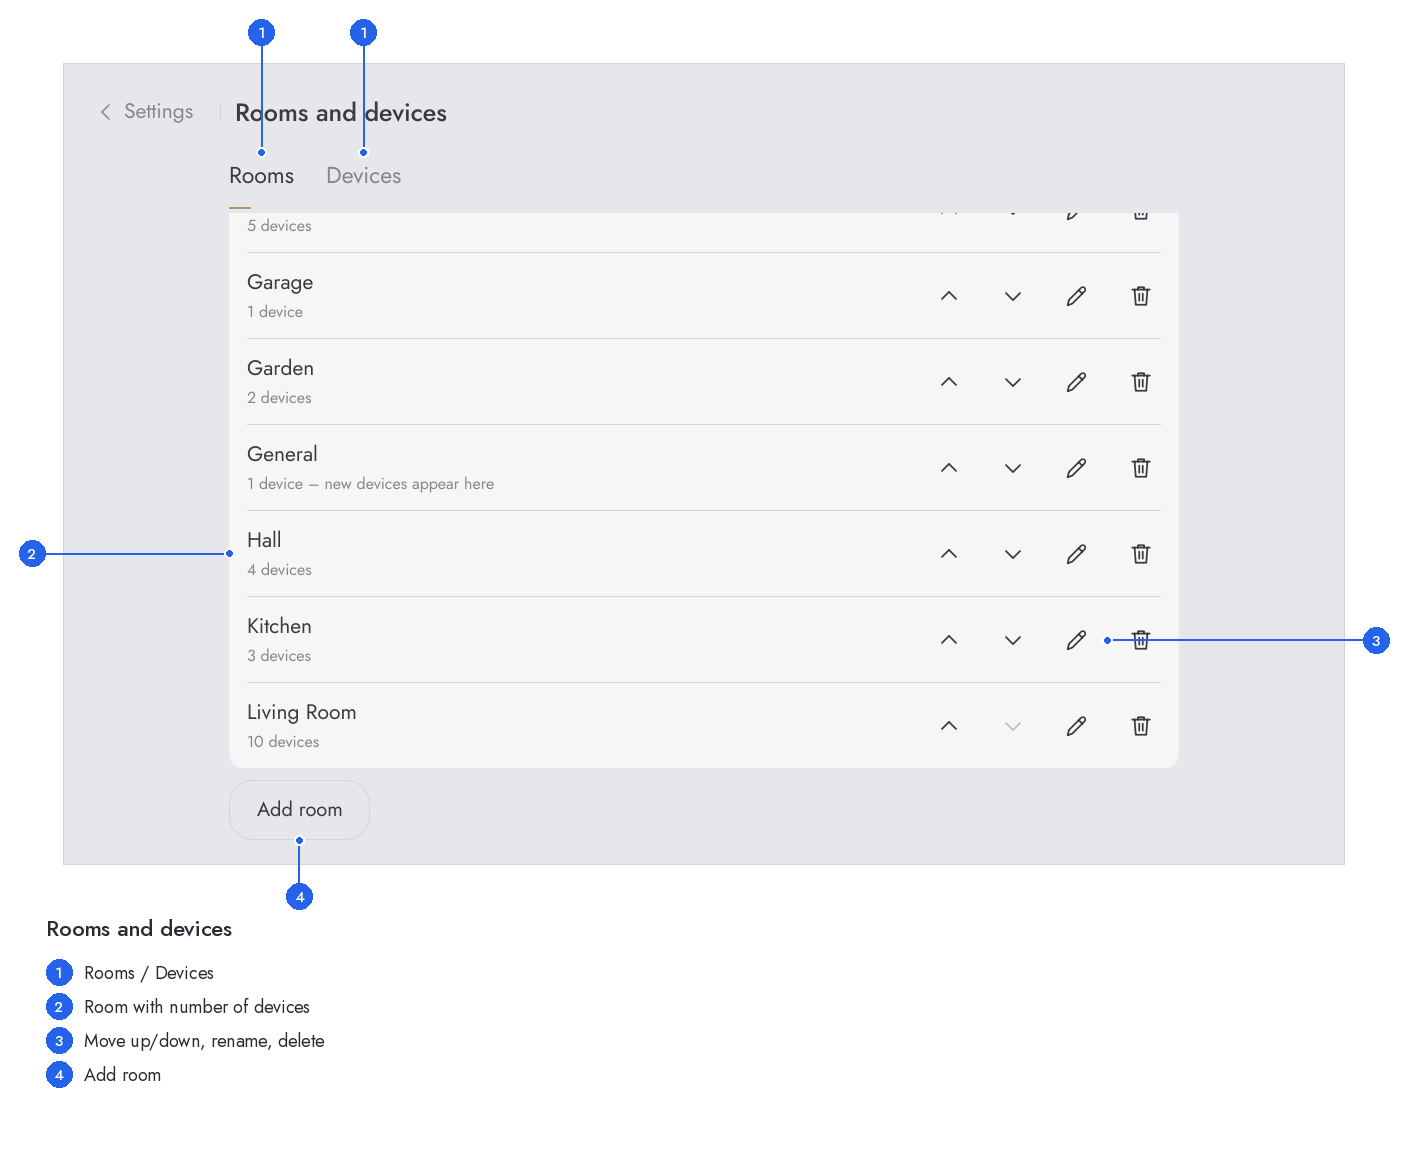 1 1
Settings Rooms and devices
Rooms Devices
5 devices
Garage
1 device
Garden
2 devices
General
1 device – new devices appear here
Hall
2
4 devices
Kitchen
3
3 devices
Living Room
10 devices
Add room
4
Rooms and devices
1 Rooms / Devices
2 Room with number of devices
3 Move up/down, rename, delete
4 Add room